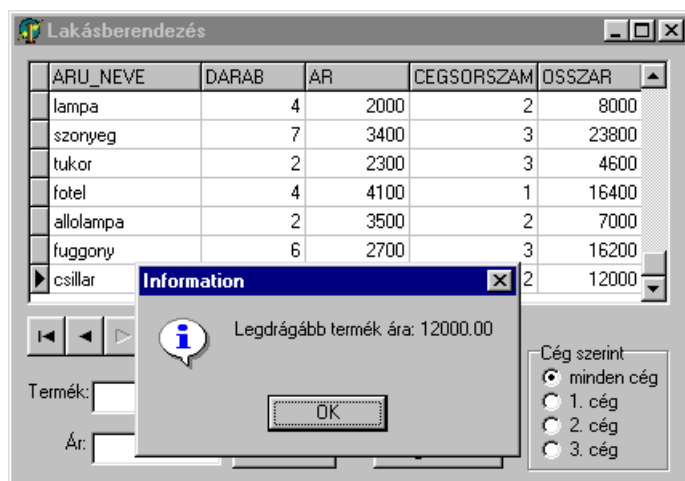 Lakásberendezés
ARU_NEVE DARAB AR CEGSORSZAM OSSZAR
lampa 4 2000 2 8000
szonyeg 7 3400 3 23800
tukor 2 2300 3 4600
fotel 4 4100 1 16400
allolampa 2 3500 2 7000
fuggony 6 2700 3 16200
csillar 2 12000
Information
Legdrágább termék ára: 12000.00
OK
Cég szerint
minden cég
1. cég
2. cég
3. cég
Termék:
Ár: